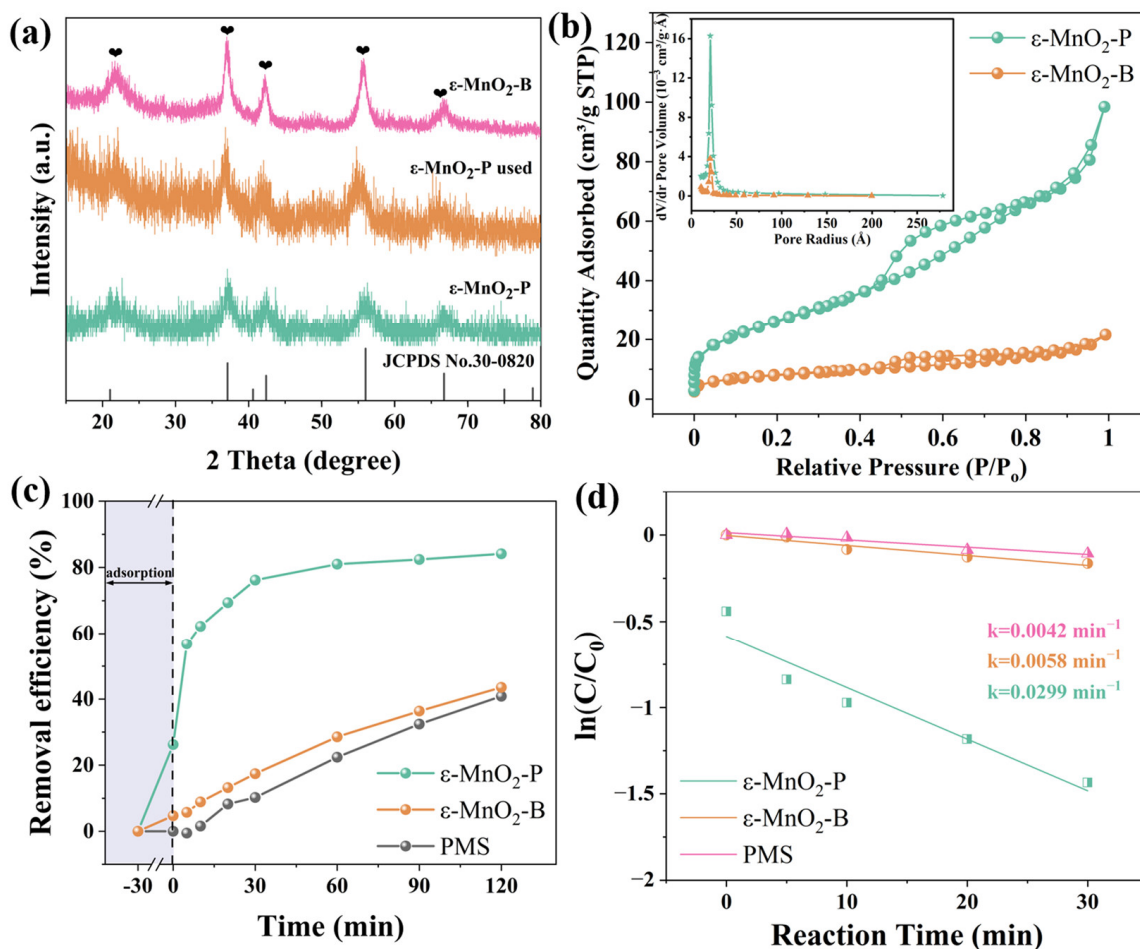 (a)
ε-MnO₂-B
ε-MnO₂-P used
ε-MnO₂-P
JCPDS No.30-0820
Intensity (a.u.)
20 30 40 50 60 70 80
2 Theta (degree)
(b)
ε-MnO₂-P
ε-MnO₂-B
Quantity Adsorbed (cm³/g STP)
120
100
80
60
40
20
0
0 0.2 0.4 0.6 0.8 1
Relative Pressure (P/P₀)
dV/dr Pore Volume (10⁻³ cm³/g·Å)
16
12
8
4
0
0 50 100 150 200 250
Pore Radius (Å)
(c)
adsorption
Removal efficiency (%)
100
80
60
40
20
0
ε-MnO₂-P
ε-MnO₂-B
PMS
-30 0 30 60 90 120
Time (min)
(d)
ln(C/C₀)
0
−0.5
−1.0
−1.5
−2
k=0.0042 min⁻¹
k=0.0058 min⁻¹
k=0.0299 min⁻¹
ε-MnO₂-P
ε-MnO₂-B
PMS
0 10 20 30
Reaction Time (min)